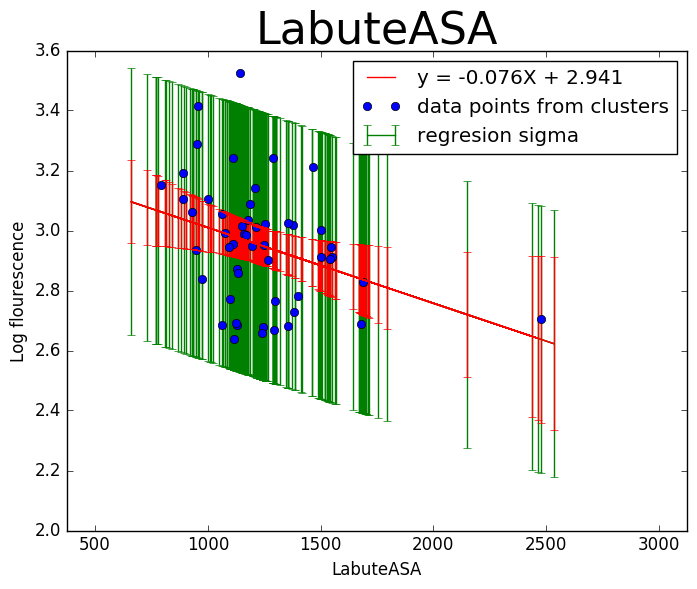 LabuteASA
y = -0.076X + 2.941
data points from clusters
regresion sigma
Log flourescence
3.6
3.4
3.2
3.0
2.8
2.6
2.4
2.2
2.0
500 1000 1500 2000 2500 3000
LabuteASA